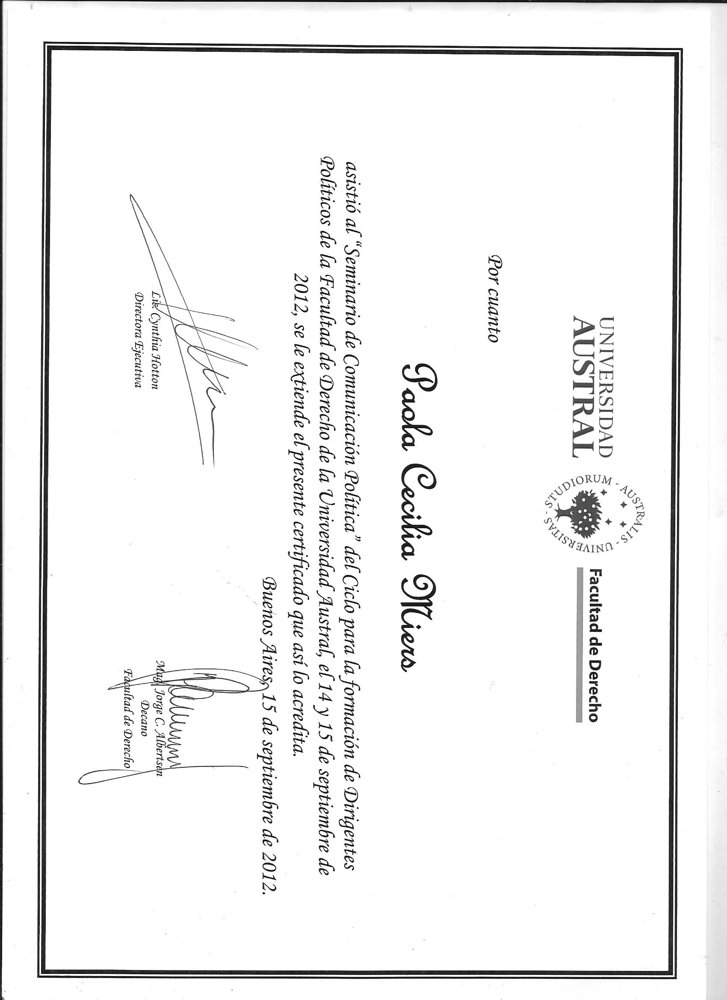 UNIVERSIDAD
AUSTRAL
STUDIORUM - AUSTRALIS - UNIVERSITAS -
Facultad de Derecho
Por cuanto
Paola Cecilia Miers
asistió al “Seminario de Comunicación Política” del Ciclo para la formación de Dirigentes
Políticos de la Facultad de Derecho de la Universidad Austral, el 14 y 15 de septiembre de
2012, se le extiende el presente certificado que así lo acredita.
Buenos Aires, 15 de septiembre de 2012.
Lic. Cynthia Hotton
Directora Ejecutiva
Mag. Jorge C. Albertsen
Decano
Facultad de Derecho